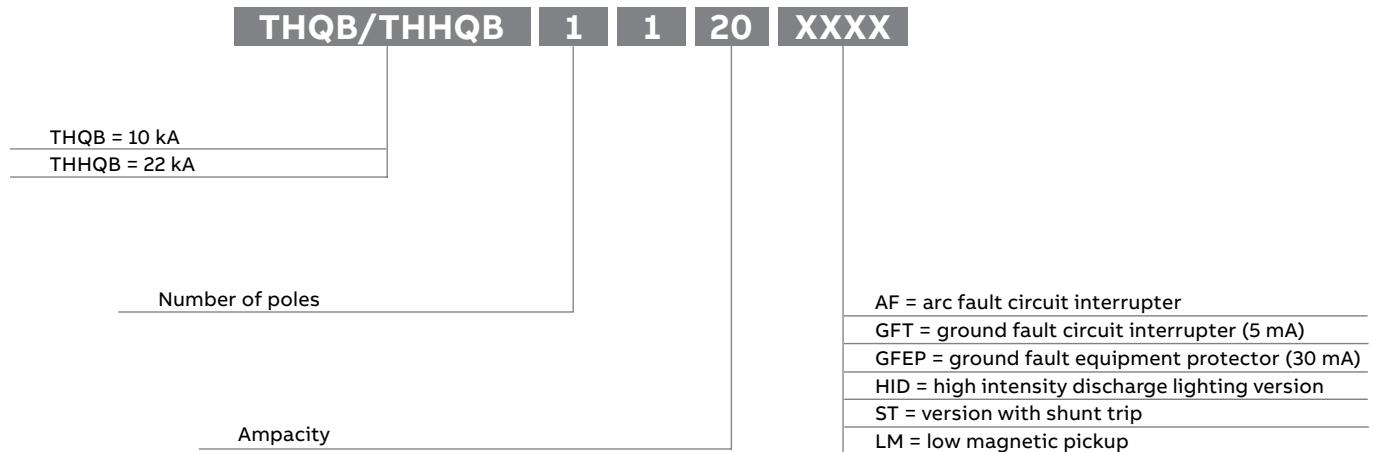 THQB/THHQB 1 1 20 XXXX
THQB = 10 kA
THHQB = 22 kA
Number of poles
Ampacity
AF = arc fault circuit interrupter
GFT = ground fault circuit interrupter (5 mA)
GFEP = ground fault equipment protector (30 mA)
HID = high intensity discharge lighting version
ST = version with shunt trip
LM = low magnetic pickup